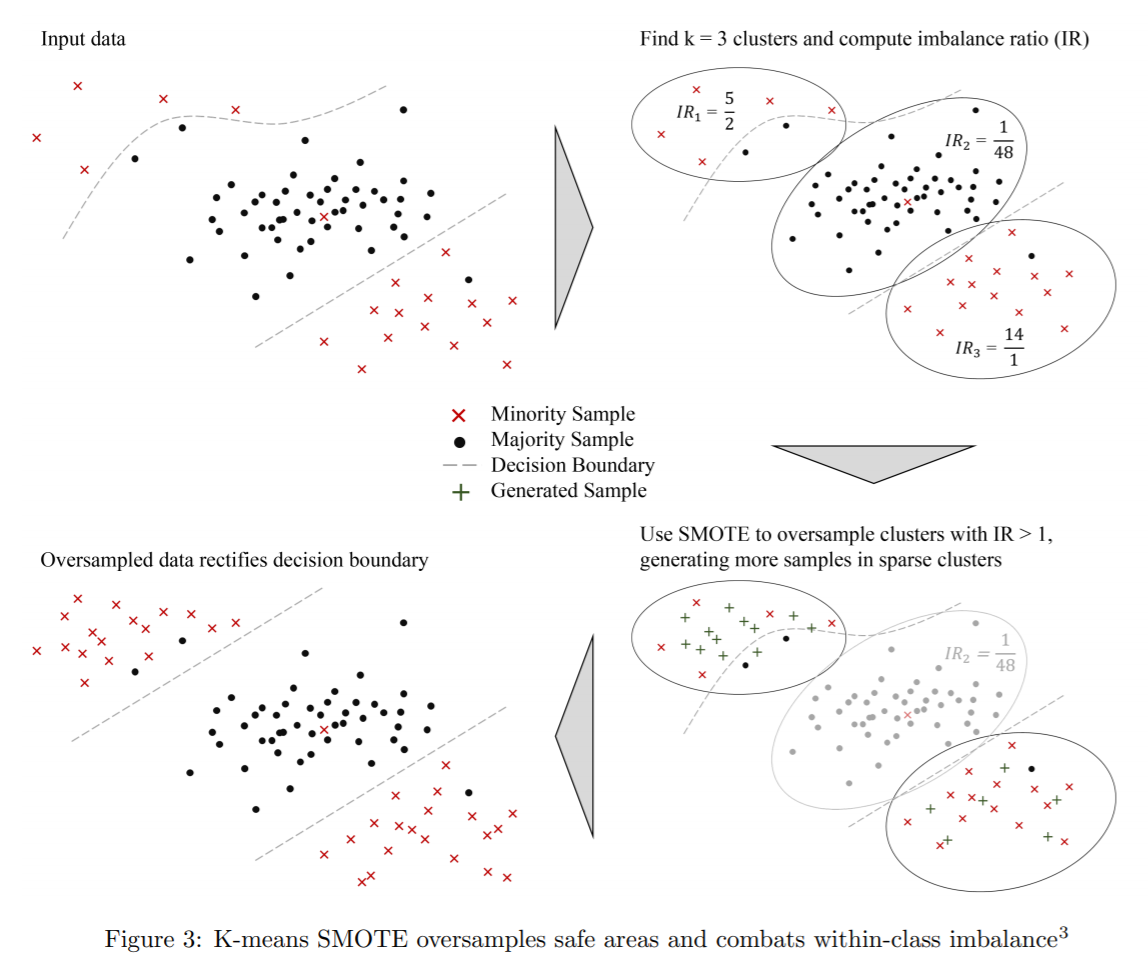 Input data
Find k = 3 clusters and compute imbalance ratio (IR)
IR₁ = 5/2
IR₂ = 1/48
IR₃ = 14/1
Minority Sample
Majority Sample
Decision Boundary
Generated Sample
Use SMOTE to oversample clusters with IR > 1,
generating more samples in sparse clusters
IR₂ = 1/48
Oversampled data rectifies decision boundary
Figure 3: K-means SMOTE oversamples safe areas and combats within-class imbalance³